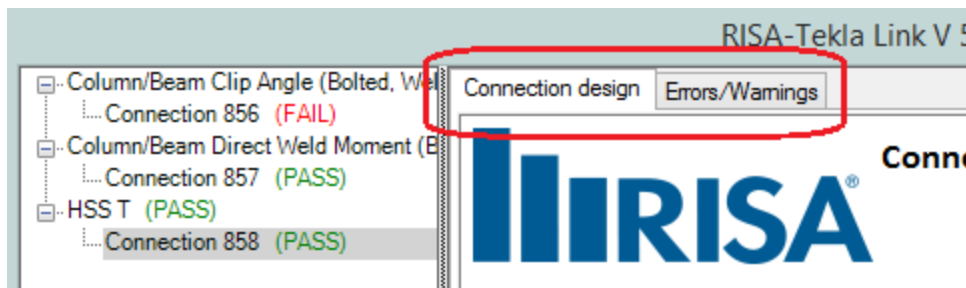 RISA-Tekla Link V 5
Column/Beam Clip Angle (Bolted, Wel
Connection 856 (FAIL)
Column/Beam Direct Weld Moment (B
Connection 857 (PASS)
HSS T (PASS)
Connection 858 (PASS)
Connection design
Errors/Warnings
RISA®
Conne